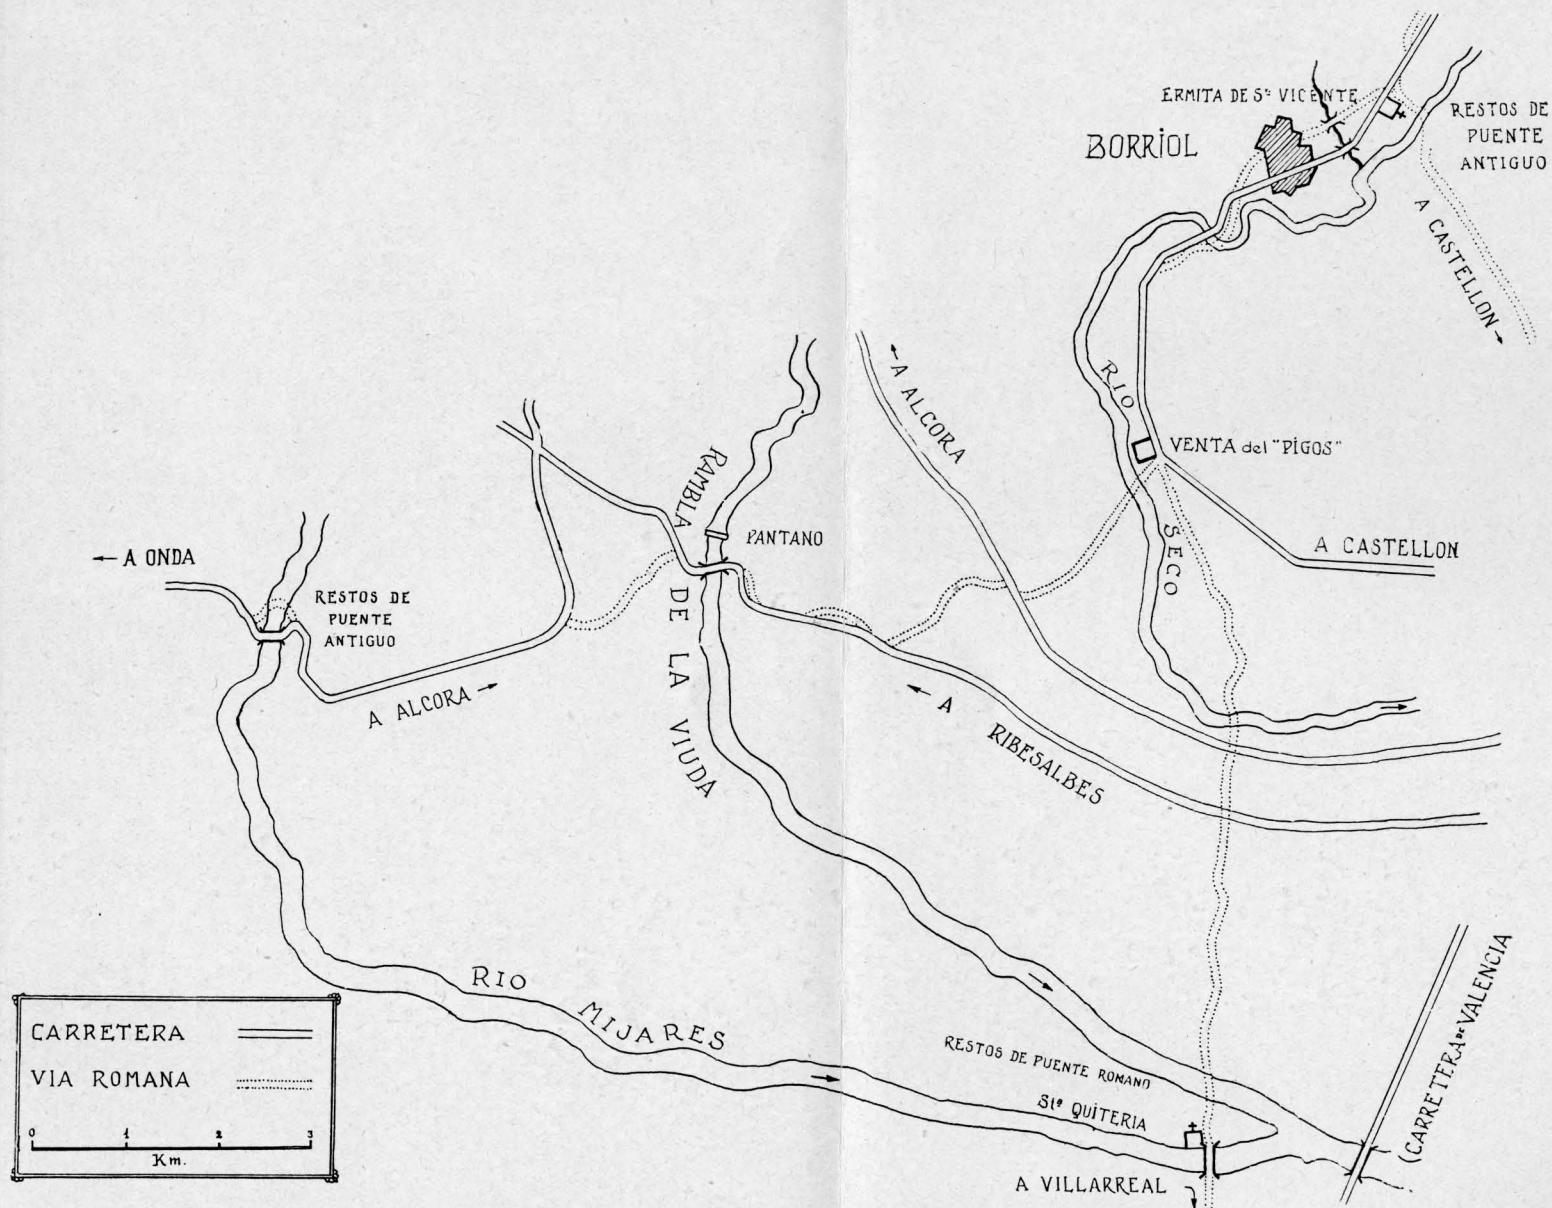 ERMITA DE Sn VICENTE
BORRIOL
RESTOS DE
PUENTE
ANTIGUO
A CASTELLON →
← A ALCORA
RIO SECO
VENTA del "PIGOS"
A CASTELLON
RAMBLA DE LA VIUDA
PANTANO
← A ONDA
RESTOS DE
PUENTE
ANTIGUO
A ALCORA →
← A RIBESALBES
RIO MIJARES
RESTOS DE PUENTE ROMANO
Sta QUITERIA
A VILLARREAL
(CARRETERA DE VALENCIA
CARRETERA
VIA ROMANA
0 1 2 3
Km.